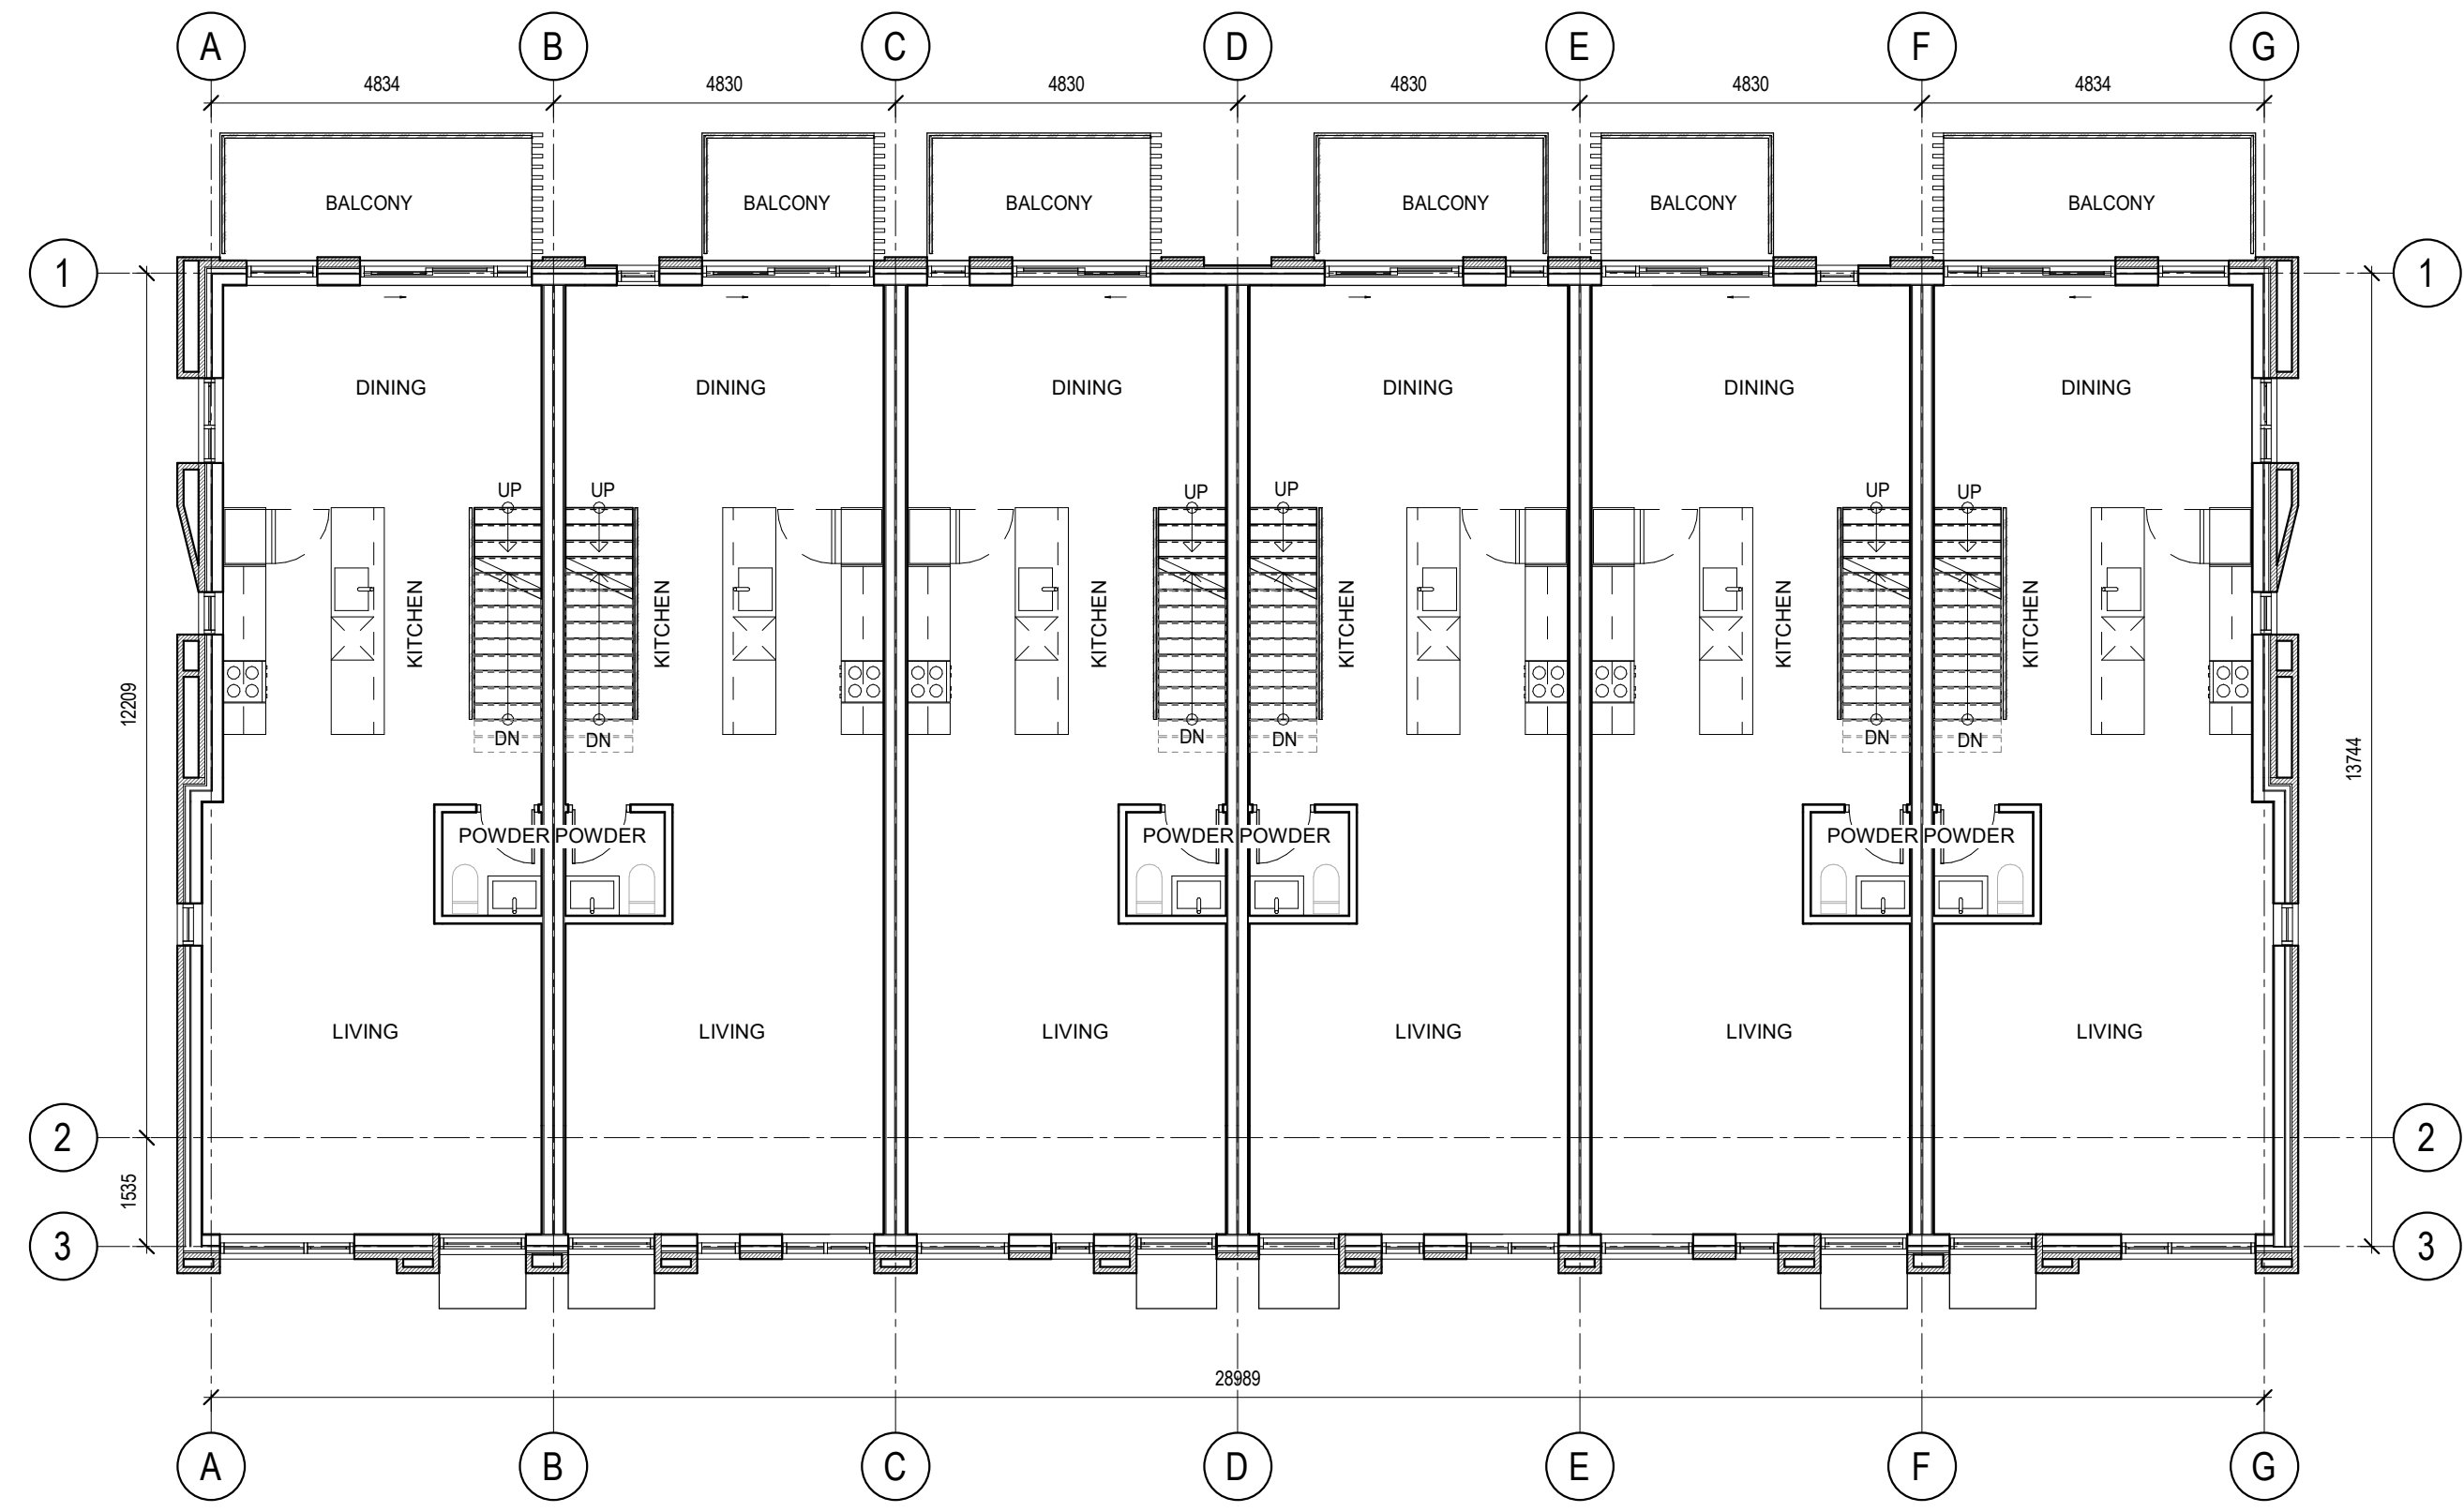 A B C D E F G
4834 4830 4830 4830 4830 4834
BALCONY BALCONY BALCONY BALCONY BALCONY BALCONY
1 1
DINING DINING DINING DINING DINING DINING
UP UP UP UP UP UP
KITCHEN KITCHEN KITCHEN KITCHEN KITCHEN KITCHEN
12209
DN DN DN DN DN DN
13744
POWDER POWDER POWDER POWDER POWDER POWDER
LIVING LIVING LIVING LIVING LIVING LIVING
2 2
1535
3 3
28989
A B C D E F G